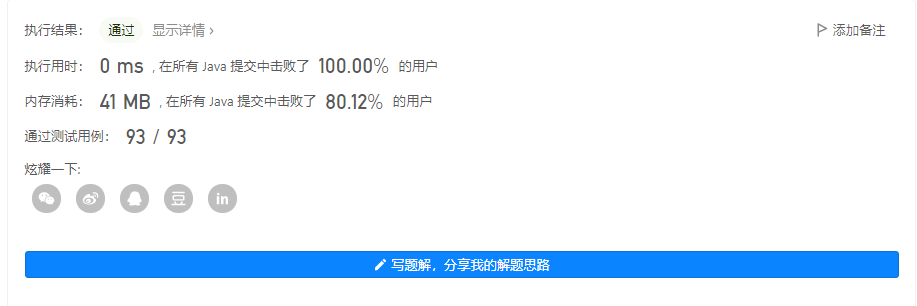 执行结果： 通过 显示详情 › 添加备注
执行用时： 0 ms , 在所有 Java 提交中击败了 100.00% 的用户
内存消耗： 41 MB , 在所有 Java 提交中击败了 80.12% 的用户
通过测试用例： 93 / 93
炫耀一下:
豆 in
写题解，分享我的解题思路